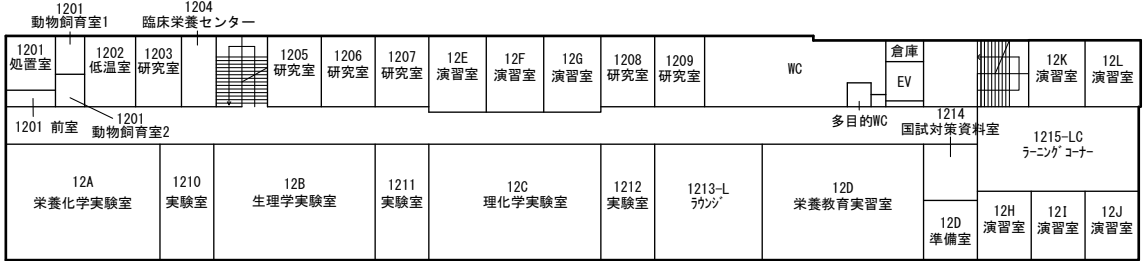 1201
動物飼育室1
1204
臨床栄養センター
1201
処置室
1202
低温室
1203
研究室
1205
研究室
1206
研究室
1207
研究室
12E
演習室
12F
演習室
12G
演習室
1208
研究室
1209
研究室
WC
倉庫
EV
12K
演習室
12L
演習室
1201 前室
1201
動物飼育室2
多目的WC
1214
国試対策資料室
1215-LC
ラーニングコーナー
12A
栄養化学実験室
1210
実験室
12B
生理学実験室
1211
実験室
12C
理化学実験室
1212
実験室
1213-L
ラウンジ
12D
栄養教育実習室
12D
準備室
12H
演習室
12I
演習室
12J
演習室